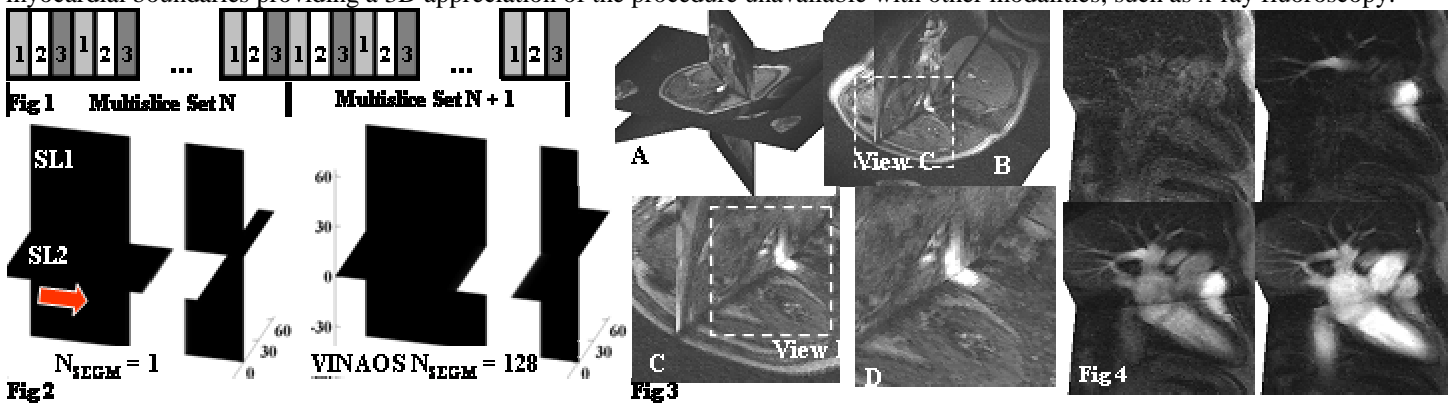 myocardial boundaries providing a 3D appreciation of the procedure unavailable with other modalities, such as x-ray fluoroscopy.
1 2 3 1 2 3 ... 1 2 3 1 2 3 1 2 3 ... 1 2 3
Fig 1 Multislice Set N Multislice Set N + 1
SL1
SL2
60
30
0
-30
60
30
0
60
30
0
N_SEGM = 1
VINAOS N_SEGM = 128
Fig 2
A
View C
B
C
View
D
Fig 3
Fig 4